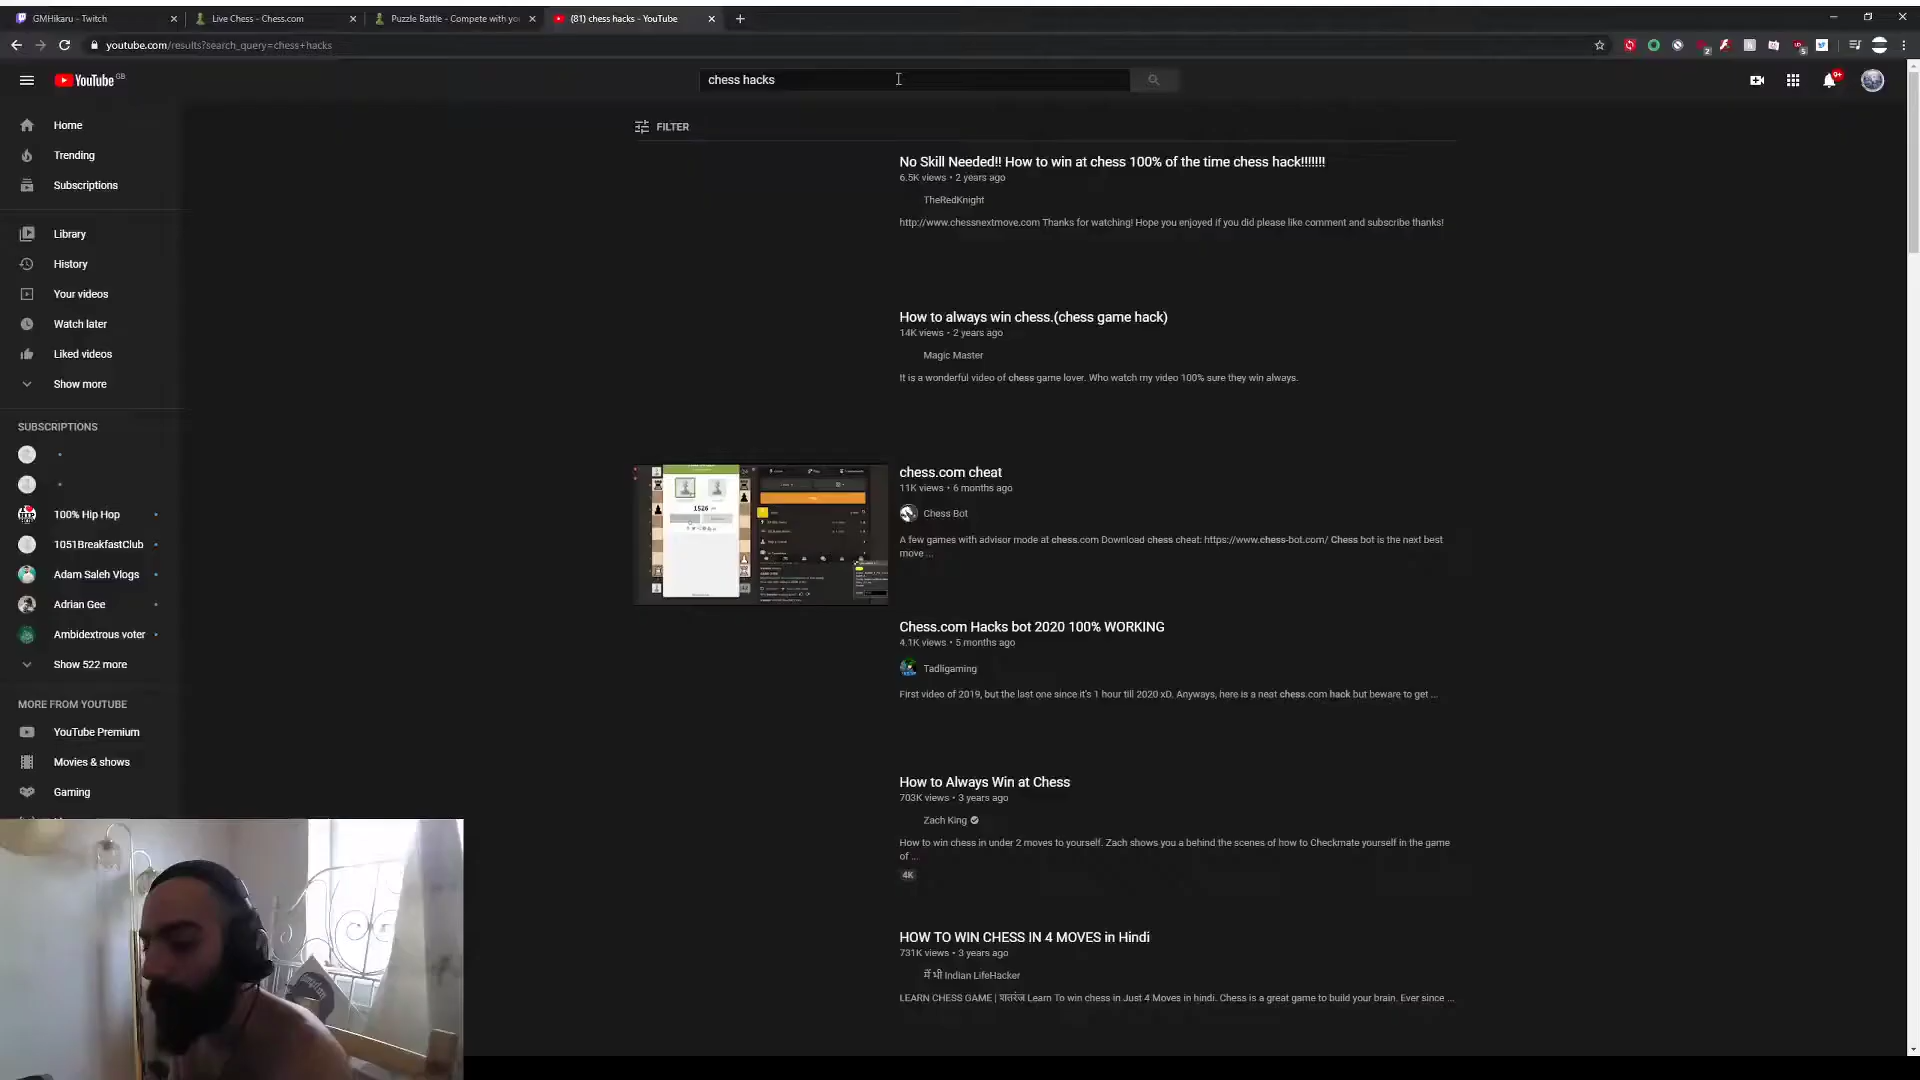 GMHikaru - Twitch
Live Chess - Chess.com
Puzzle Battle - Compete with yo
(81) chess hacks - YouTube
youtube.com/results?search_query=chess+hacks
YouTube GB
chess hacks
9+
Home
Trending
Subscriptions
Library
History
Your videos
Watch later
Liked videos
Show more
SUBSCRIPTIONS
100% Hip Hop
1051BreakfastClub
Adam Saleh Vlogs
Adrian Gee
Ambidextrous voter
Show 522 more
MORE FROM YOUTUBE
YouTube Premium
Movies & shows
Gaming
FILTER
No Skill Needed!! How to win at chess 100% of the time chess hack!!!!!!!
6.5K views • 2 years ago
TheRedKnight
http://www.chessnextmove.com Thanks for watching! Hope you enjoyed if you did please like comment and subscribe thanks!
How to always win chess.(chess game hack)
14K views • 2 years ago
Magic Master
It is a wonderful video of chess game lover. Who watch my video 100% sure they win always.
1526
chess.com cheat
11K views • 6 months ago
Chess Bot
A few games with advisor mode at chess.com Download chess cheat: https://www.chess-bot.com/ Chess bot is the next best
move ...
Chess.com Hacks bot 2020 100% WORKING
4.1K views • 5 months ago
Tadligaming
First video of 2019, but the last one since it's 1 hour till 2020 xD. Anyways, here is a neat chess.com hack but beware to get ...
How to Always Win at Chess
703K views • 3 years ago
Zach King
How to win chess in under 2 moves to yourself. Zach shows you a behind the scenes of how to Checkmate yourself in the game
of ...
4K
HOW TO WIN CHESS IN 4 MOVES in Hindi
731K views • 3 years ago
में भी Indian LifeHacker
LEARN CHESS GAME | शतरंज Learn To win chess in Just 4 Moves in hindi. Chess is a great game to build your brain. Ever since ...